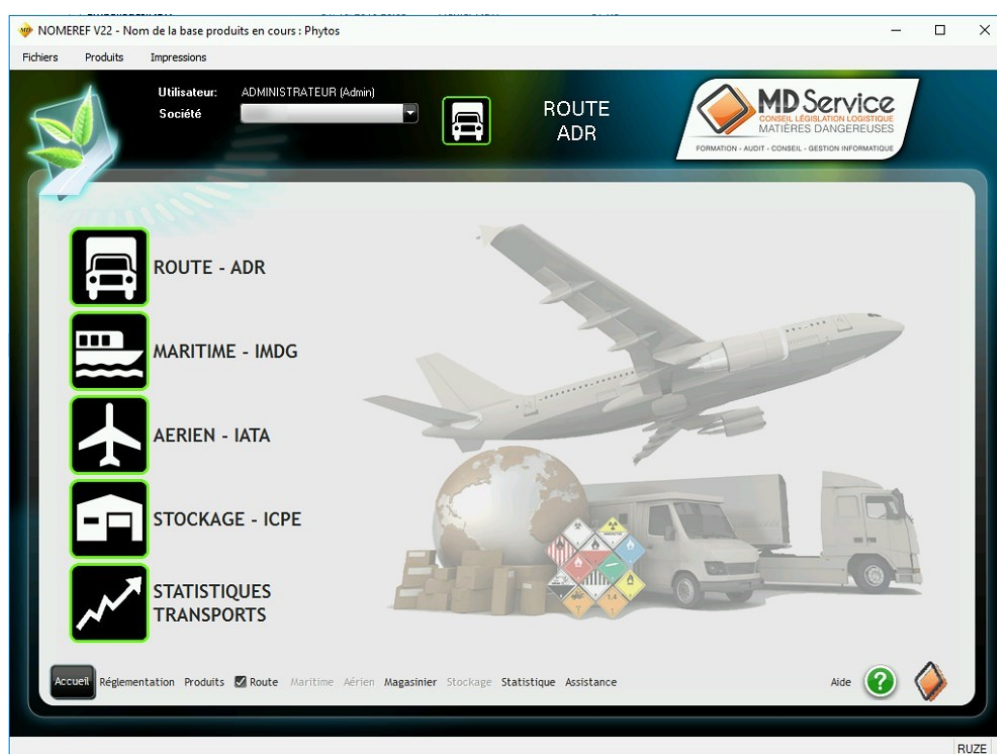 NOMEREF V22 - Nom de la base produits en cours : Phytos
Fichiers Produits Impressions
Utilisateur: ADMINISTRATEUR (Admin)
Société
ROUTE
ADR
MD Service
CONSEIL LÉGISLATION LOGISTIQUE
MATIÈRES DANGEREUSES
FORMATION - AUDIT - CONSEIL - GESTION INFORMATIQUE
ROUTE - ADR
MARITIME - IMDG
AERIEN - IATA
STOCKAGE - ICPE
STATISTIQUES
TRANSPORTS
1.4
Accueil Réglementation Produits Route Maritime Aérien Magasinier Stockage Statistique Assistance
Aide ?
RUZE